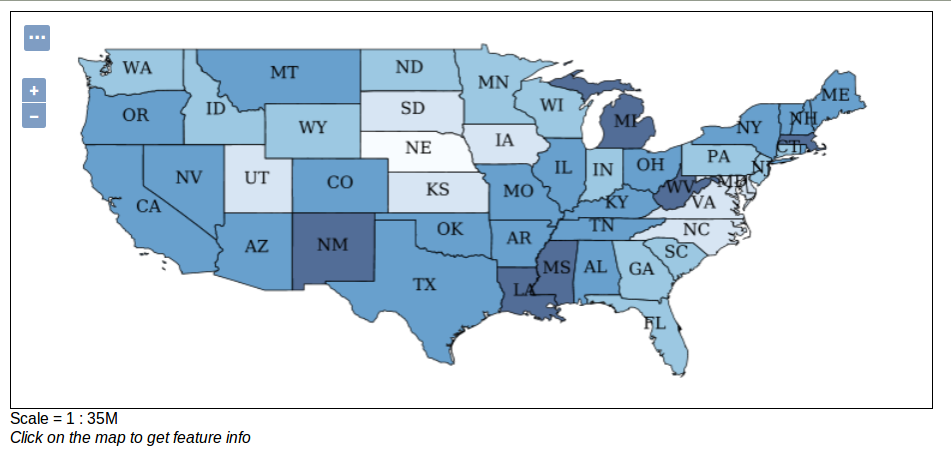 ...
WA
MT
ND
MN
ME
+
ID
SD
WI
OR
MI
NH
–
WY
NY
IA
CT
NE
PA
IL
OH
NJ
IN
NV
UT
CO
KS
MO
WV
MD
CA
KY
VA
OK
TN
NC
AZ
NM
AR
SC
MS
AL
GA
TX
LA
FL
Scale = 1 : 35M
Click on the map to get feature info